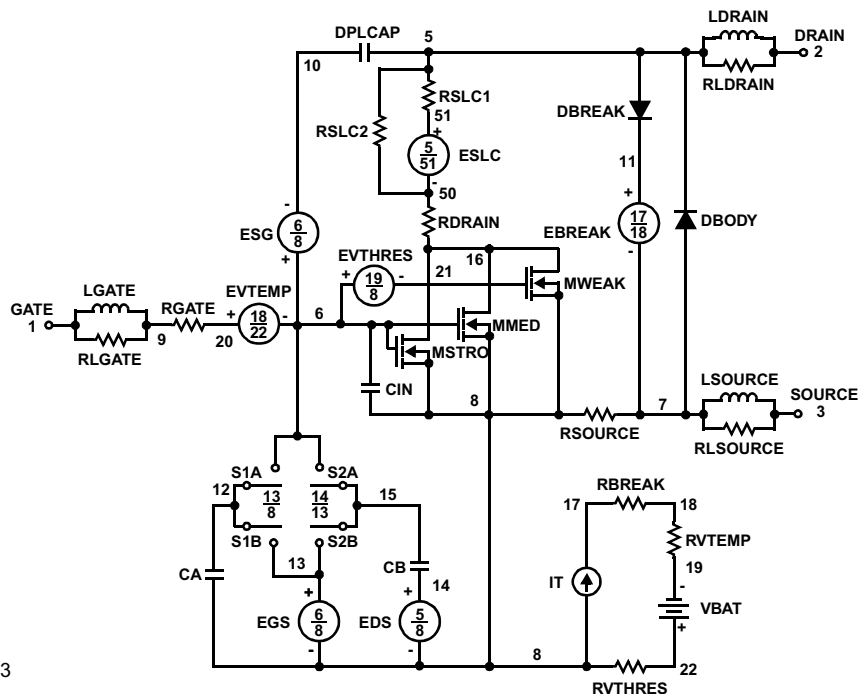 LDRAIN
DPLCAP 5 DRAIN
10 2
RLDRAIN
RSLC1
DBREAK
51
RSLC2
+
5
51
ESLC
11
-
50
-
+
RDRAIN
17
18
DBODY
6
8
EBREAK
ESG
EVTHRES
16
-
+
+
19
8
-
21
MWEAK
LGATE
EVTEMP
GATE
RGATE
+
18
22
-
6
MMED
1
9
20
RLGATE
MSTRO
LSOURCE
CIN
8
7
SOURCE
3
RSOURCE
RLSOURCE
S1A
S2A
RBREAK
12
13
8
14
13
15
17
18
S1B
S2B
RVTEMP
13
CB
19
CA
14
IT
-
+
+
VBAT
6
8
5
8
EGS
EDS
+
-
-
8
22
3
RVTHRES